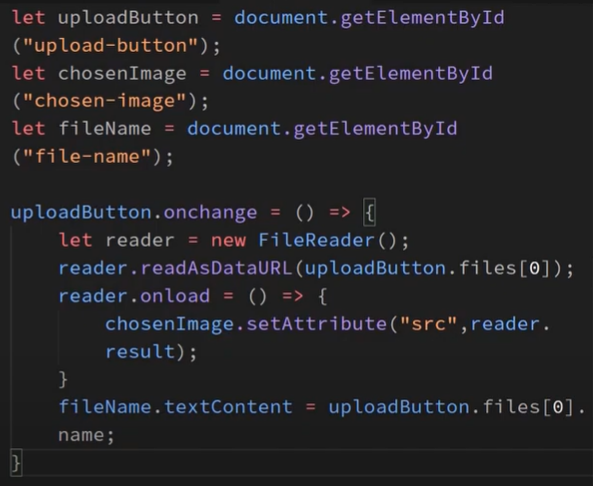 let uploadButton = document.getElementById
("upload-button");
let chosenImage = document.getElementById
("chosen-image");
let fileName = document.getElementById
("file-name");
uploadButton.onchange = () => {
let reader = new FileReader();
reader.readAsDataURL(uploadButton.files[0]);
reader.onload = () => {
chosenImage.setAttribute("src",reader.
result);
}
fileName.textContent = uploadButton.files[0].
name;
}